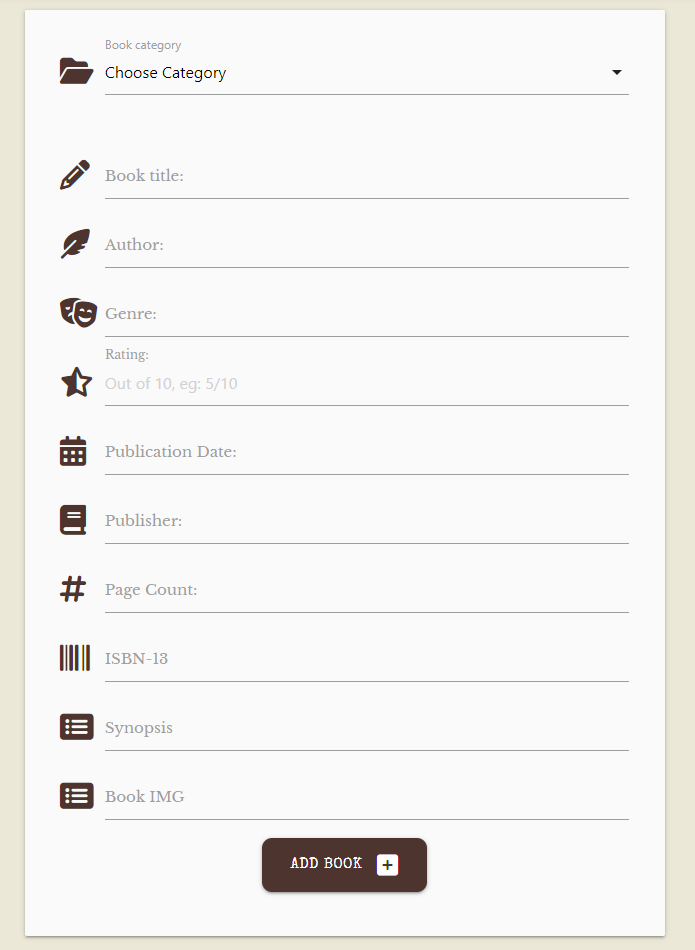 Book category
Choose Category
Book title:
Author:
Genre:
Rating:
Out of 10, eg: 5/10
Publication Date:
Publisher:
Page Count:
ISBN-13
Synopsis
Book IMG
ADD BOOK